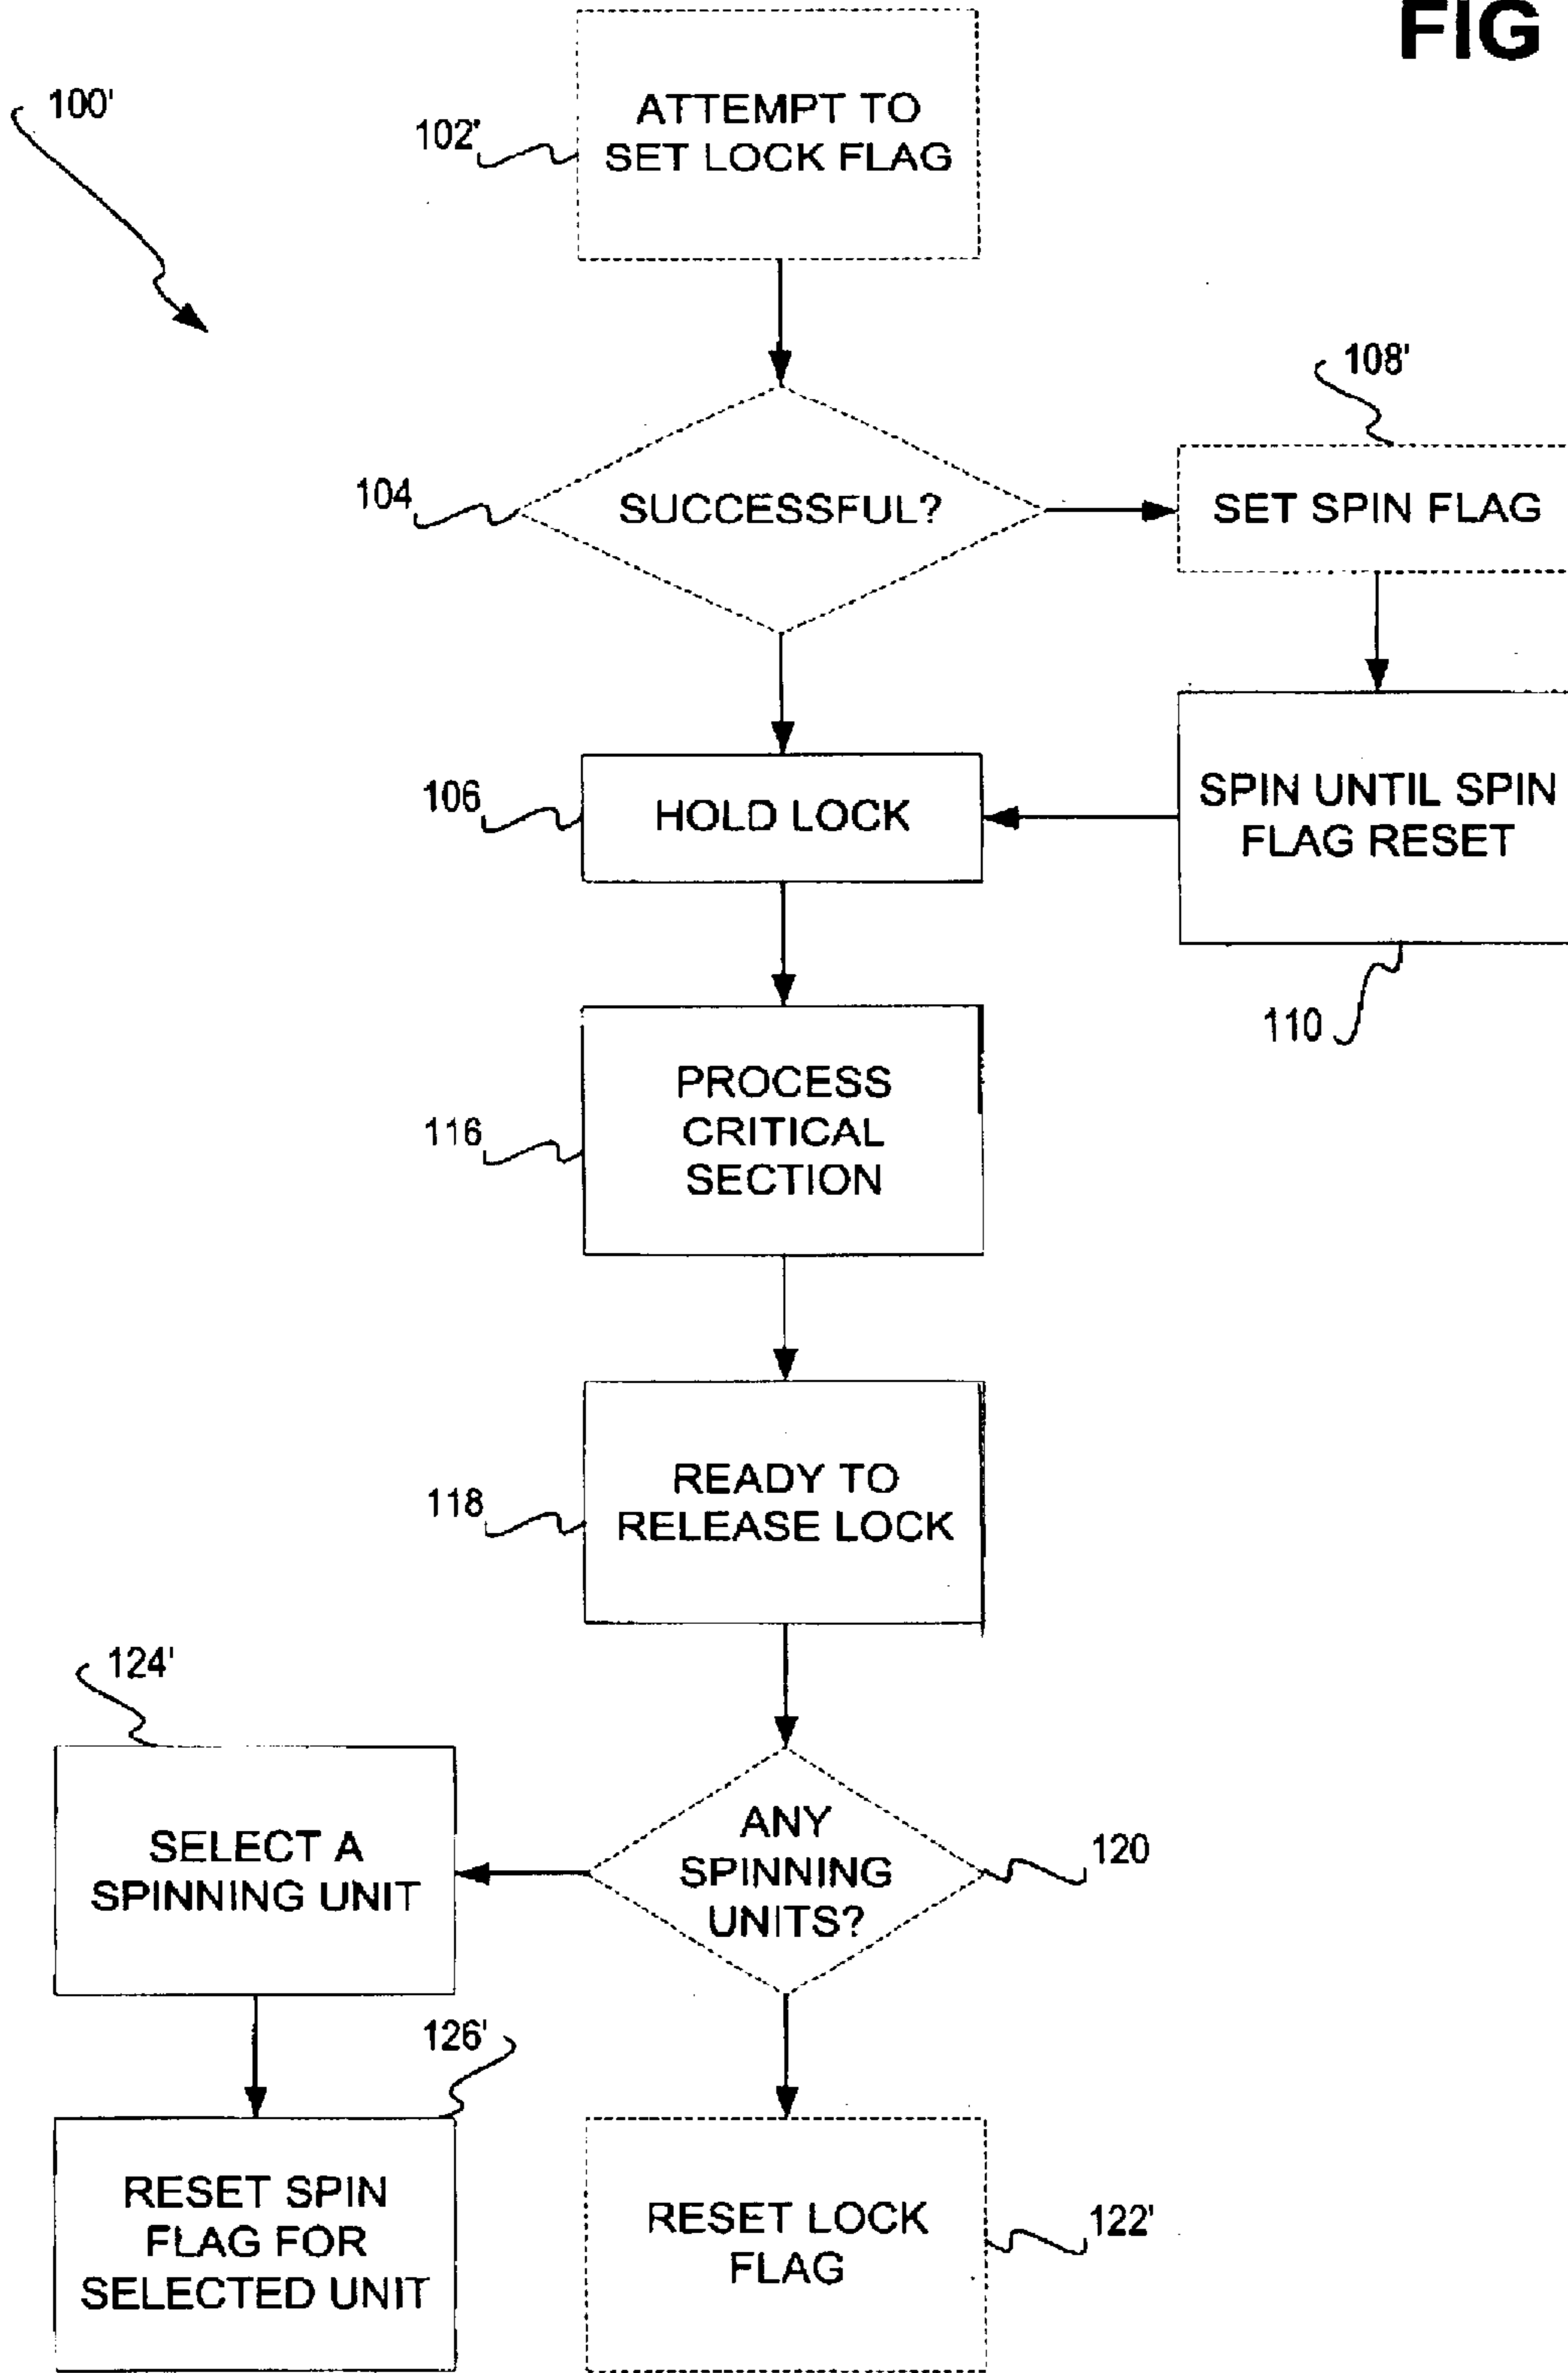 FIG
100'
102'
ATTEMPT TO
SET LOCK FLAG
108'
104
SUCCESSFUL?
SET SPIN FLAG
106
HOLD LOCK
SPIN UNTIL SPIN
FLAG RESET
110
116
PROCESS
CRITICAL
SECTION
118
READY TO
RELEASE LOCK
124'
SELECT A
SPINNING UNIT
ANY
SPINNING
UNITS?
120
126'
RESET SPIN
FLAG FOR
SELECTED UNIT
RESET LOCK
FLAG
122'